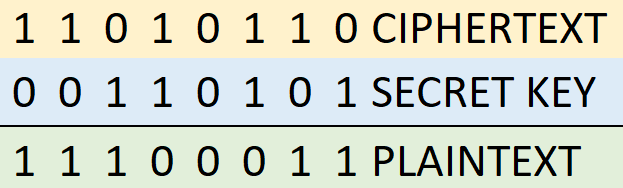 1 1 0 1 0 1 1 0 CIPHERTEXT
0 0 1 1 0 1 0 1 SECRET KEY
1 1 1 0 0 0 1 1 PLAINTEXT